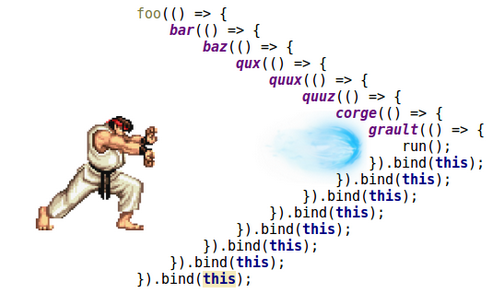 foo(() => {
    bar(() => {
        baz(() => {
            qux(() => {
                quux(() => {
                    quuz(() => {
                        corge(() => {
                            grault(() => {
                                run();
                            }).bind(this);
                        }).bind(this);
                    }).bind(this);
                }).bind(this);
            }).bind(this);
        }).bind(this);
    }).bind(this);
}).bind(this);